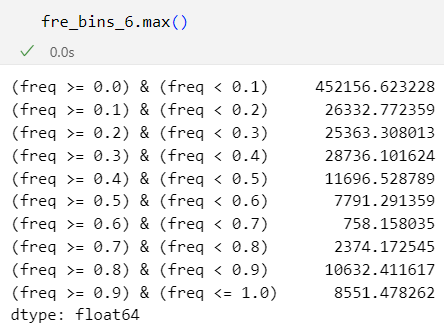 fre_bins_6.max()
✓ 0.0s
(freq >= 0.0) & (freq < 0.1) 452156.623228
(freq >= 0.1) & (freq < 0.2) 26332.772359
(freq >= 0.2) & (freq < 0.3) 25363.308013
(freq >= 0.3) & (freq < 0.4) 28736.101624
(freq >= 0.4) & (freq < 0.5) 11696.528789
(freq >= 0.5) & (freq < 0.6) 7791.291359
(freq >= 0.6) & (freq < 0.7) 758.158035
(freq >= 0.7) & (freq < 0.8) 2374.172545
(freq >= 0.8) & (freq < 0.9) 10632.411617
(freq >= 0.9) & (freq <= 1.0) 8551.478262
dtype: float64